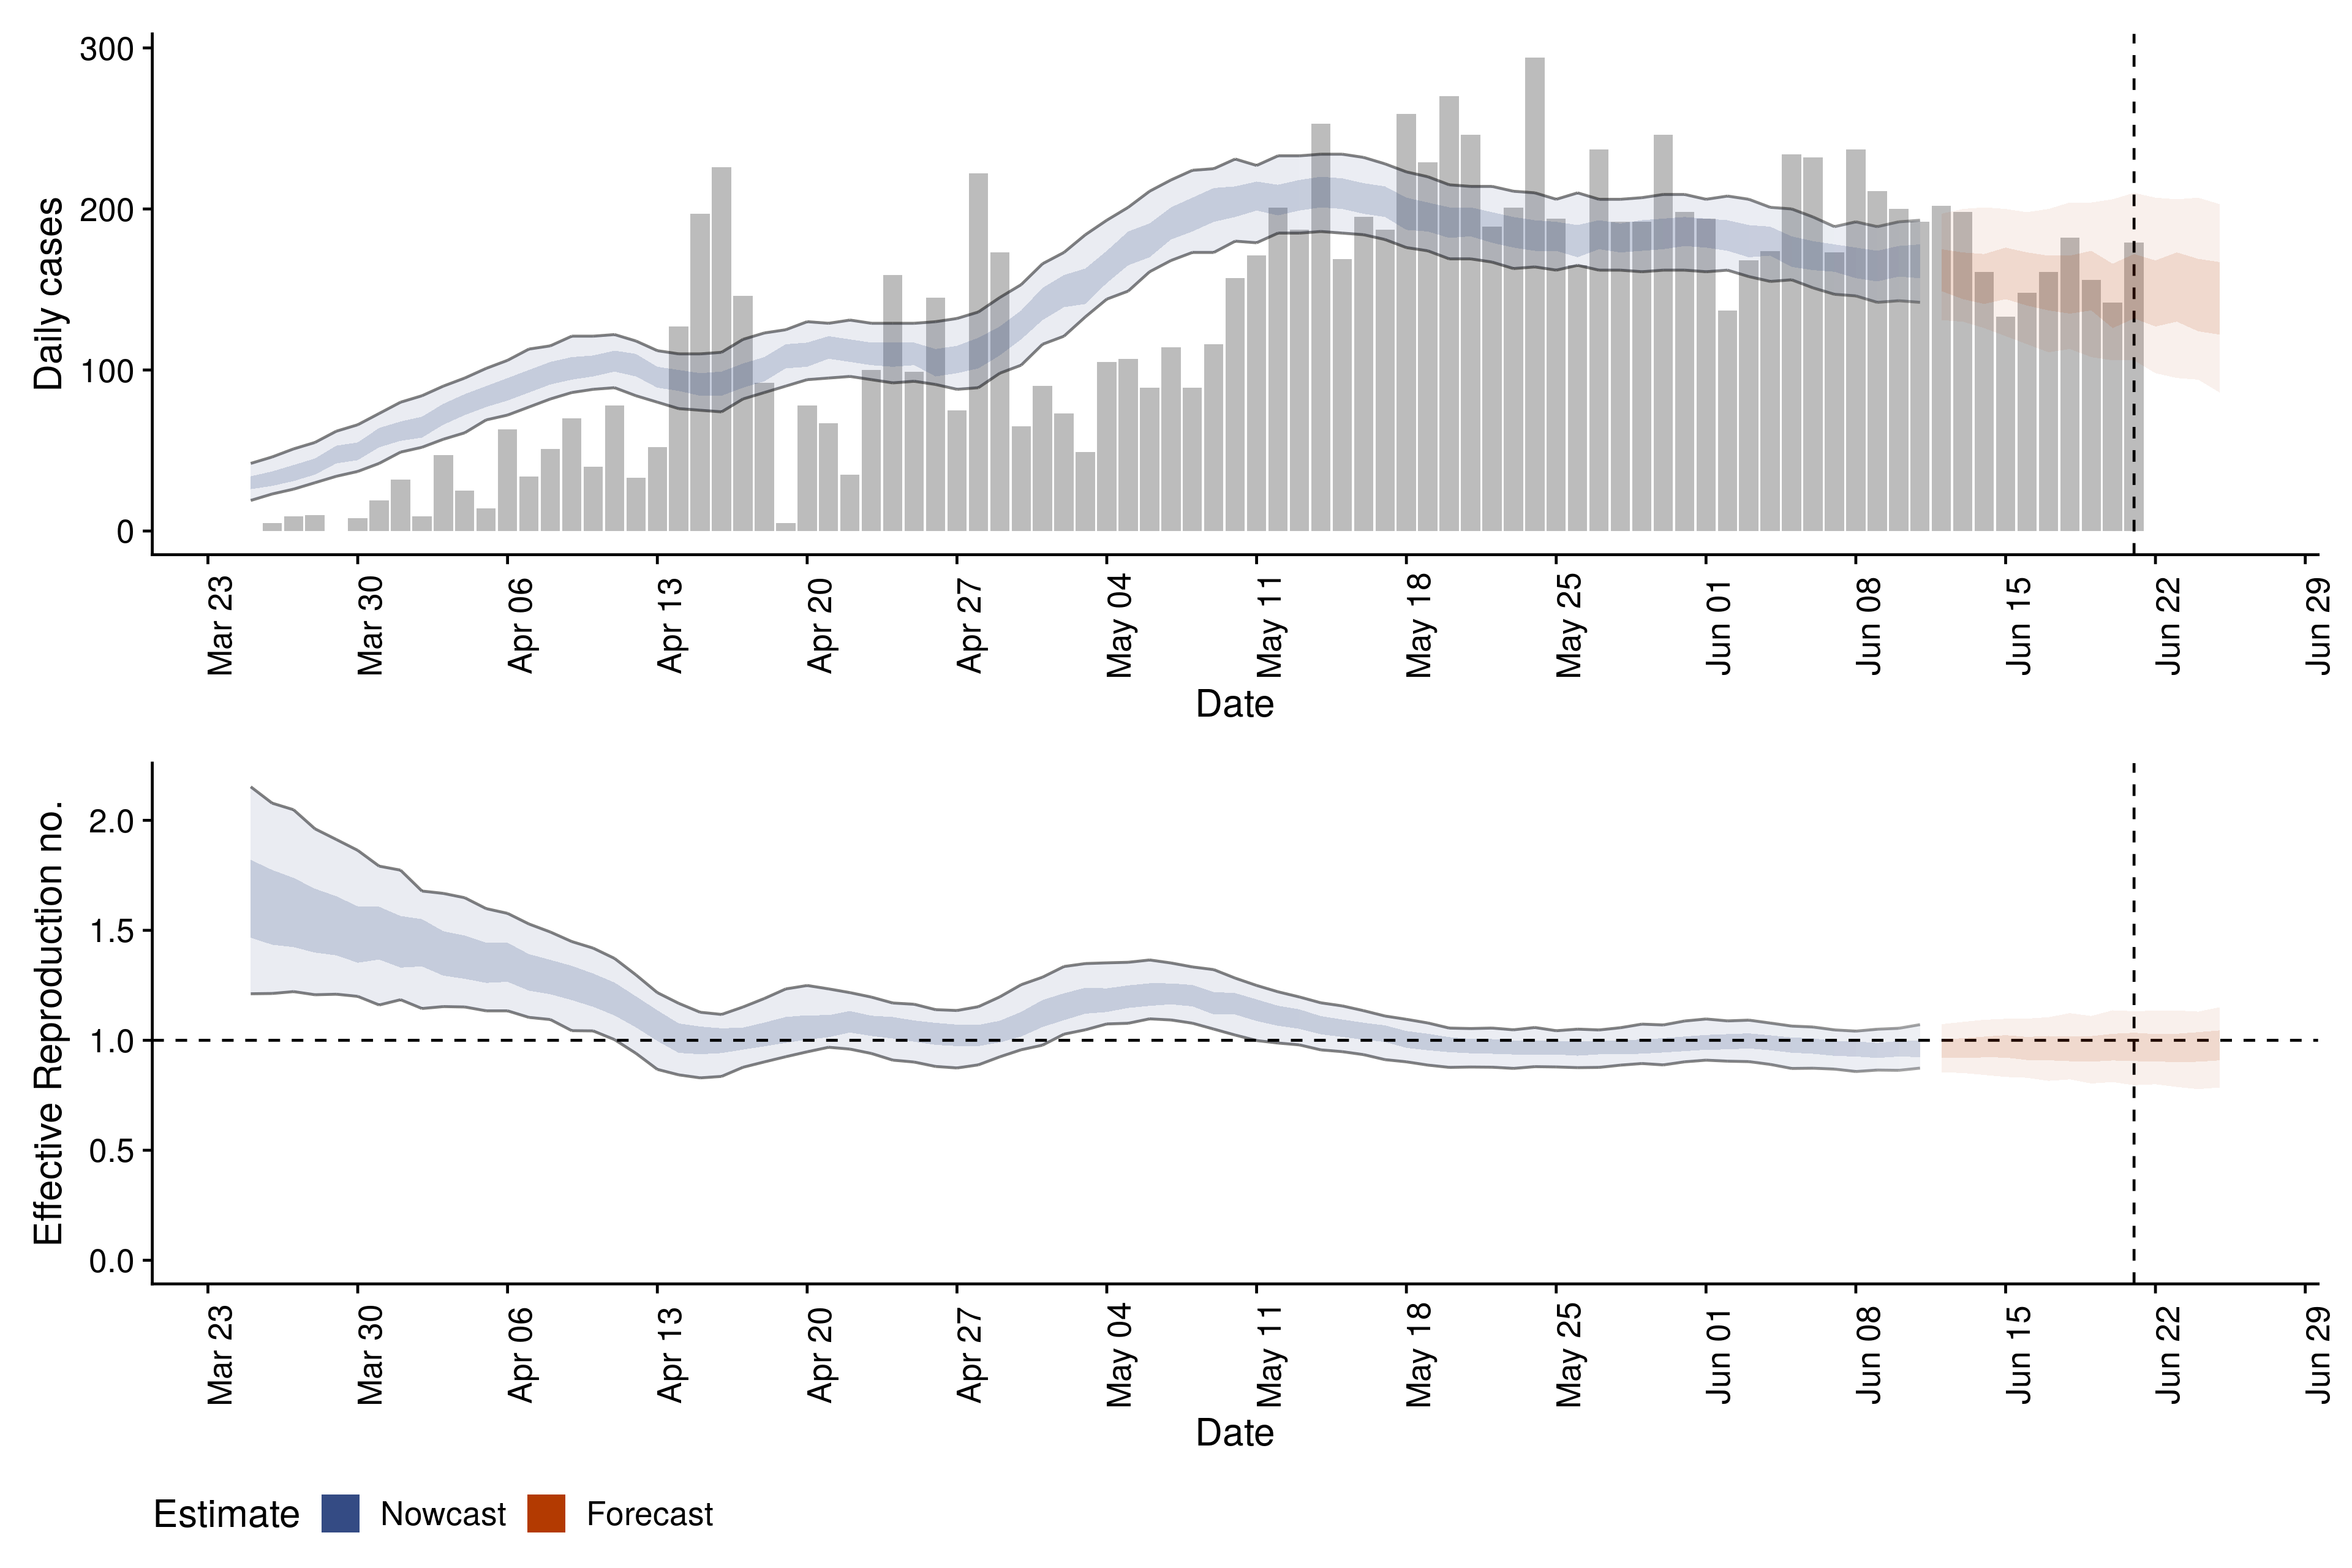 300
200
100
0
Daily cases
Mar 23
Mar 30
Apr 06
Apr 13
Apr 20
Apr 27
May 04
May 11
May 18
May 25
Jun 01
Jun 08
Jun 15
Jun 22
Jun 29
Date
2.0
1.5
1.0
0.5
0.0
Effective Reproduction no.
Mar 23
Mar 30
Apr 06
Apr 13
Apr 20
Apr 27
May 04
May 11
May 18
May 25
Jun 01
Jun 08
Jun 15
Jun 22
Jun 29
Date
Estimate Nowcast Forecast